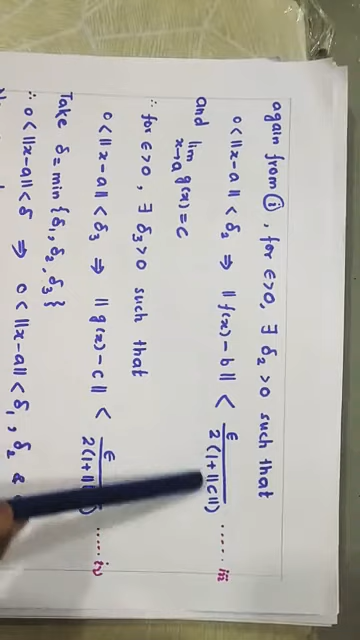 again from (i), for ϵ>0, ∃ δ₂ >0 such that
0<||x-a||<δ₂ ⇒ ||f(x)-b|| < ϵ/2(1+||c||) ......iii
and lim x→a g(x)=c
∴ for ϵ>0, ∃ δ₃>0 such that
0<||x-a||<δ₃ ⇒ ||g(x)-c|| < ϵ/2(1+|| ) ......iv
Take δ=min{δ₁,δ₂,δ₃}
∴ 0<||x-a||<δ ⇒ 0<||x-a||<δ₁,δ₂ &